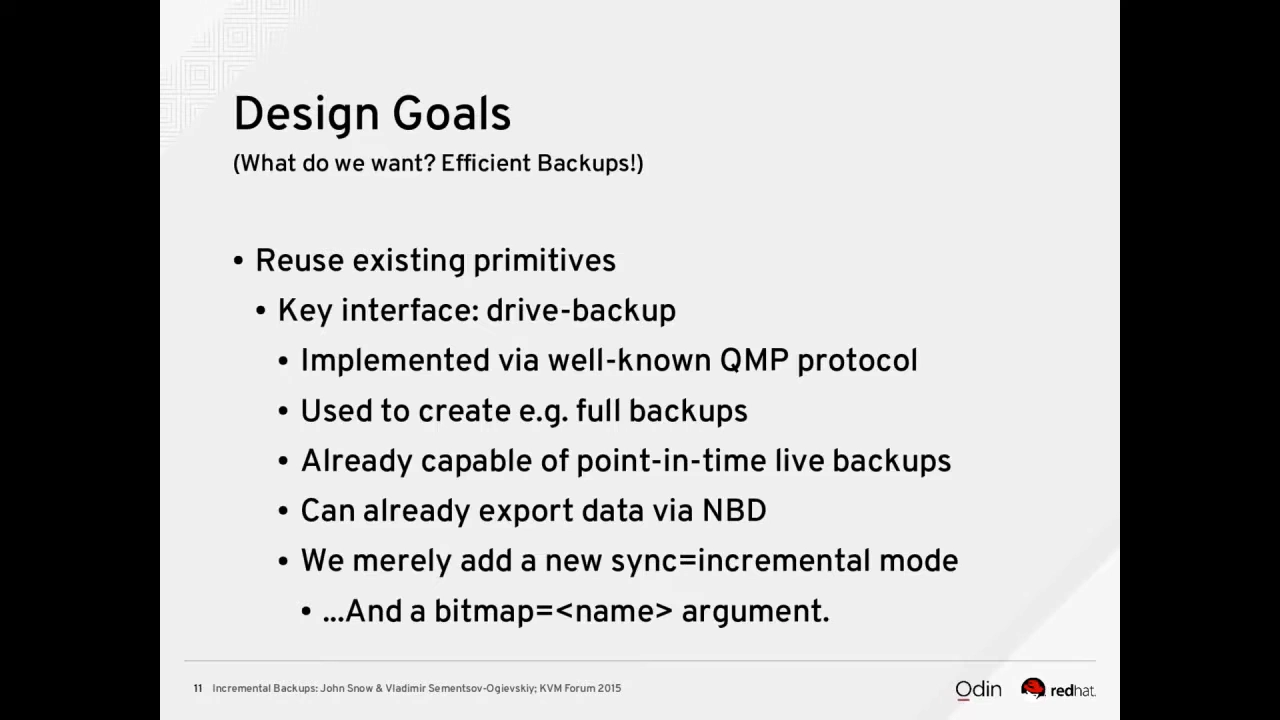 Design Goals
(What do we want? Efficient Backups!)
• Reuse existing primitives
• Key interface: drive-backup
• Implemented via well-known QMP protocol
• Used to create e.g. full backups
• Already capable of point-in-time live backups
• Can already export data via NBD
• We merely add a new sync=incremental mode
• ...And a bitmap=<name> argument.
11 Incremental Backups: John Snow & Vladimir Sementsov-Ogievskiy; KVM Forum 2015
Odin redhat.